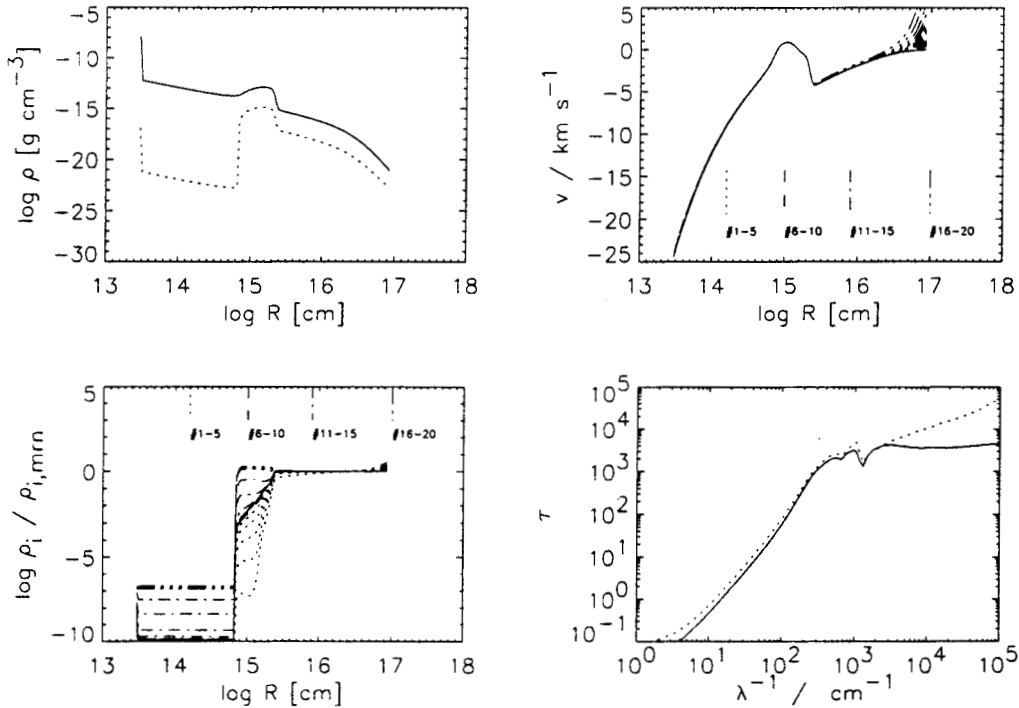 log ρ [g cm⁻³]
-5
-10
-15
-20
-25
-30
13 14 15 16 17 18
log R [cm]
v / km s⁻¹
5
0
-5
-10
-15
-20
-25
#1-5 #6-10 #11-15 #16-20
13 14 15 16 17 18
log R [cm]
log ρᵢ / ρᵢ,mrn
5
0
-5
-10
#1-5 #6-10 #11-15 #16-20
13 14 15 16 17 18
log R [cm]
τ
10⁵
10⁴
10³
10²
10¹
10⁰
10⁻¹
10⁰ 10¹ 10² 10³ 10⁴ 10⁵
λ⁻¹ / cm⁻¹